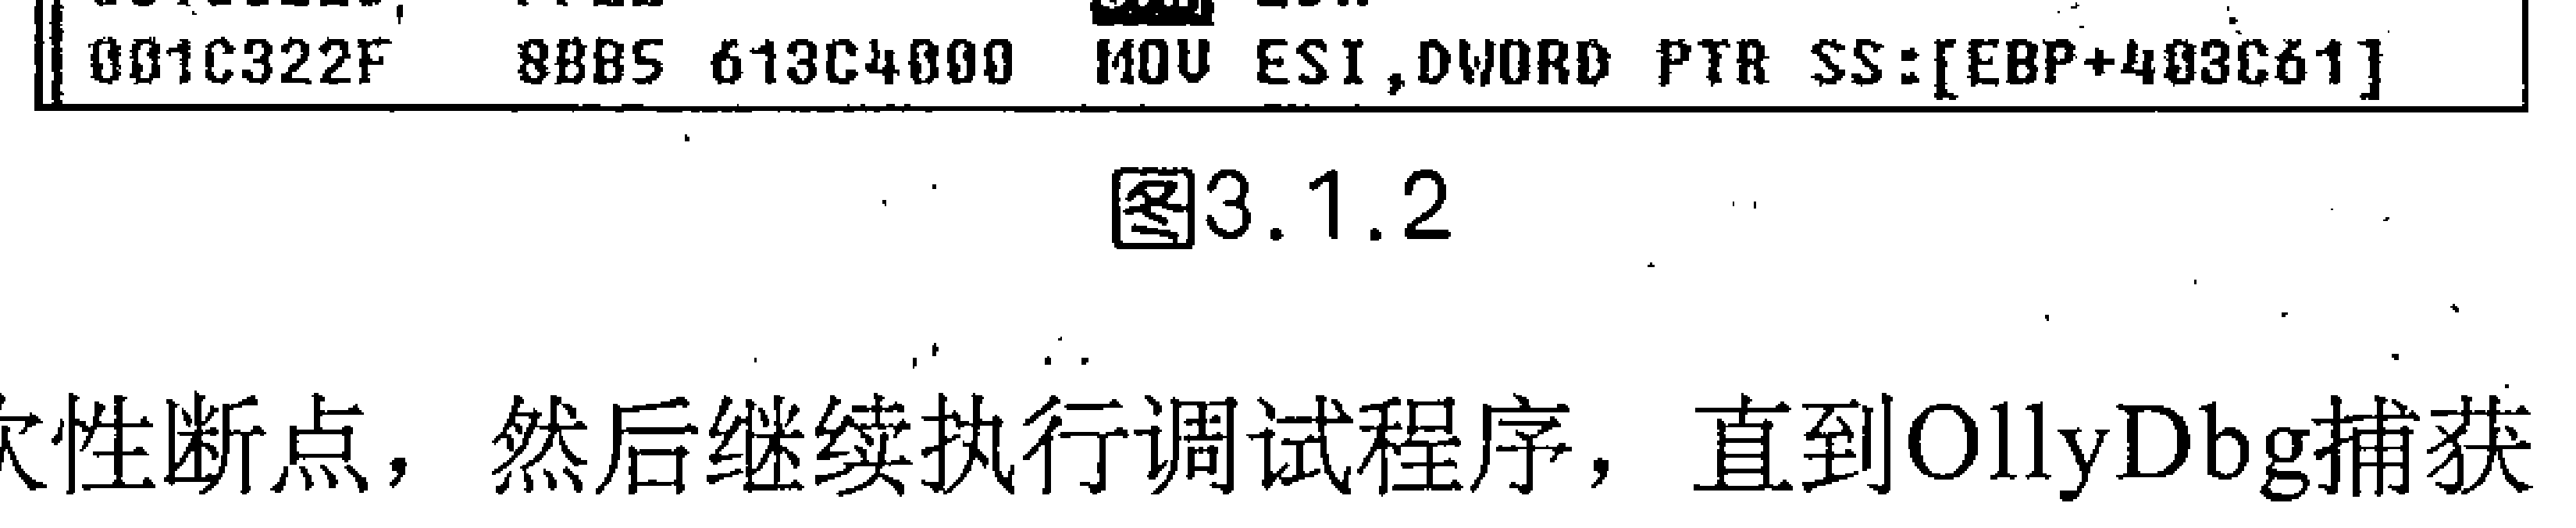 001C322F 8BB5 613C4000 MOV ESI,DWORD PTR SS:[EBP+403C61]
图3.1.2
次性断点，然后继续执行调试程序，直到OllyDbg捕获